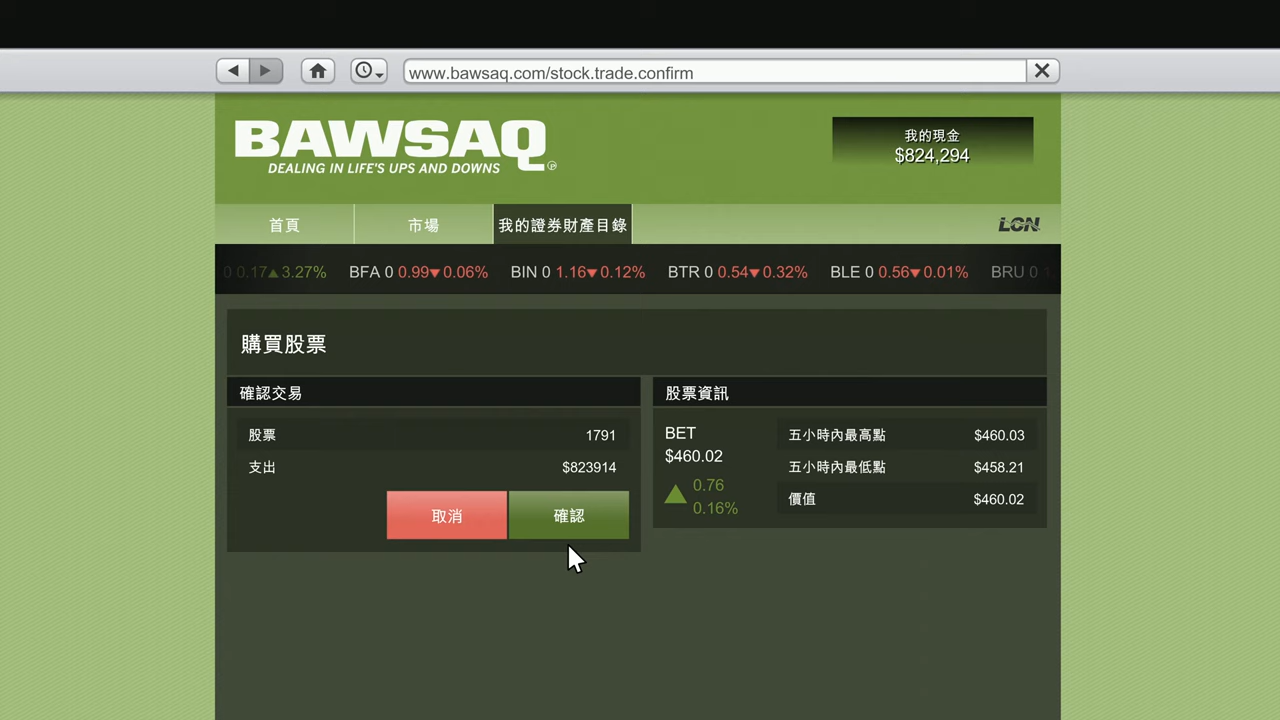 www.bawsaq.com/stock.trade.confirm
BAWSAQ
DEALING IN LIFE'S UPS AND DOWNS
我的現金
$824,294
首頁 市場 我的證券財產目錄 LCN
0 0.17▲3.27% BFA 0 0.99▼0.06% BIN 0 1.16▼0.12% BTR 0 0.54▼0.32% BLE 0 0.56▼0.01% BRU 0
購買股票
確認交易
股票 1791
支出 $823914
取消 確認
股票資訊
BET
$460.02
0.76
0.16%
五小時內最高點 $460.03
五小時內最低點 $458.21
價值 $460.02